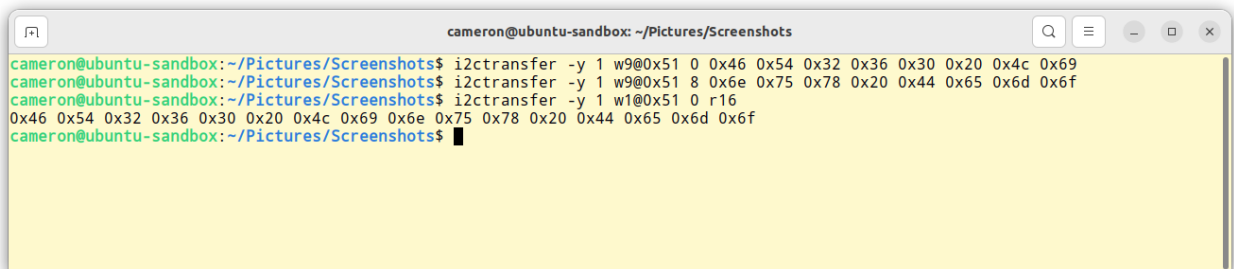 cameron@ubuntu-sandbox: ~/Pictures/Screenshots
cameron@ubuntu-sandbox:~/Pictures/Screenshots$ i2ctransfer -y 1 w9@0x51 0 0x46 0x54 0x32 0x36 0x30 0x20 0x4c 0x69
cameron@ubuntu-sandbox:~/Pictures/Screenshots$ i2ctransfer -y 1 w9@0x51 8 0x6e 0x75 0x78 0x20 0x44 0x65 0x6d 0x6f
cameron@ubuntu-sandbox:~/Pictures/Screenshots$ i2ctransfer -y 1 w1@0x51 0 r16
0x46 0x54 0x32 0x36 0x30 0x20 0x4c 0x69 0x6e 0x75 0x78 0x20 0x44 0x65 0x6d 0x6f
cameron@ubuntu-sandbox:~/Pictures/Screenshots$